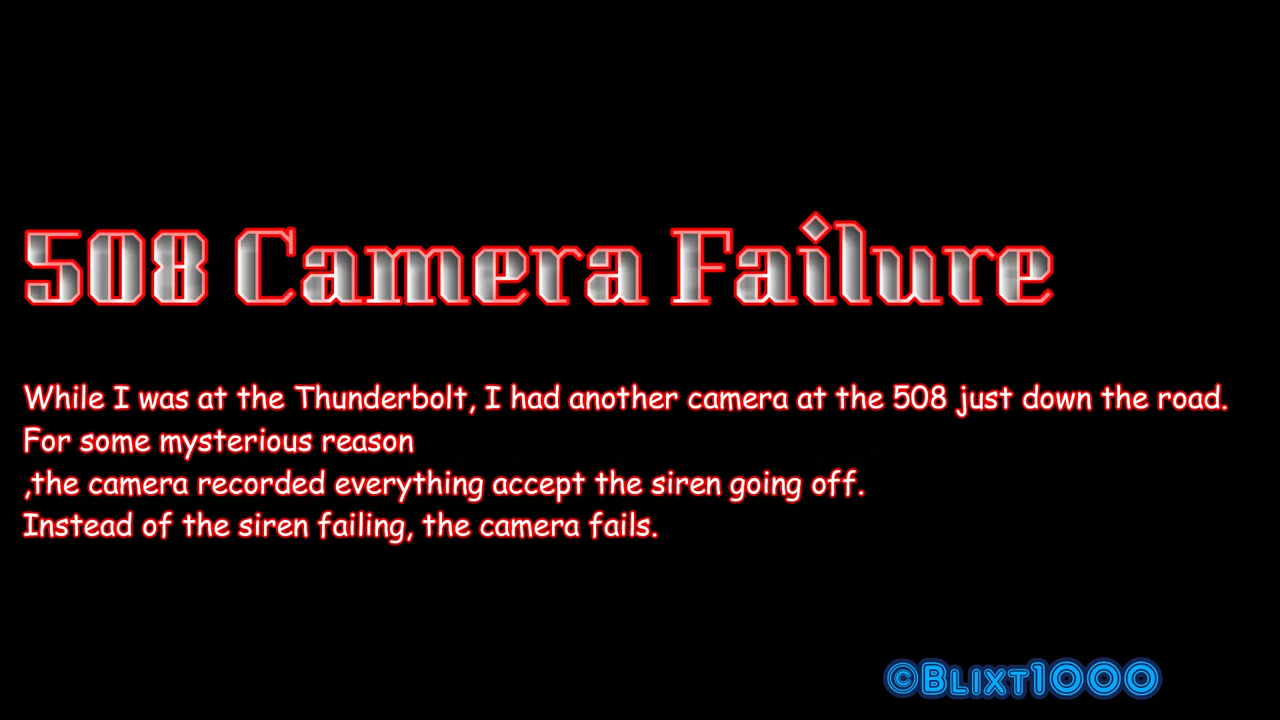 508 Camera Failure
While I was at the Thunderbolt, I had another camera at the 508 just down the road.
For some mysterious reason
,the camera recorded everything accept the siren going off.
Instead of the siren failing, the camera fails.
©Blixt1000